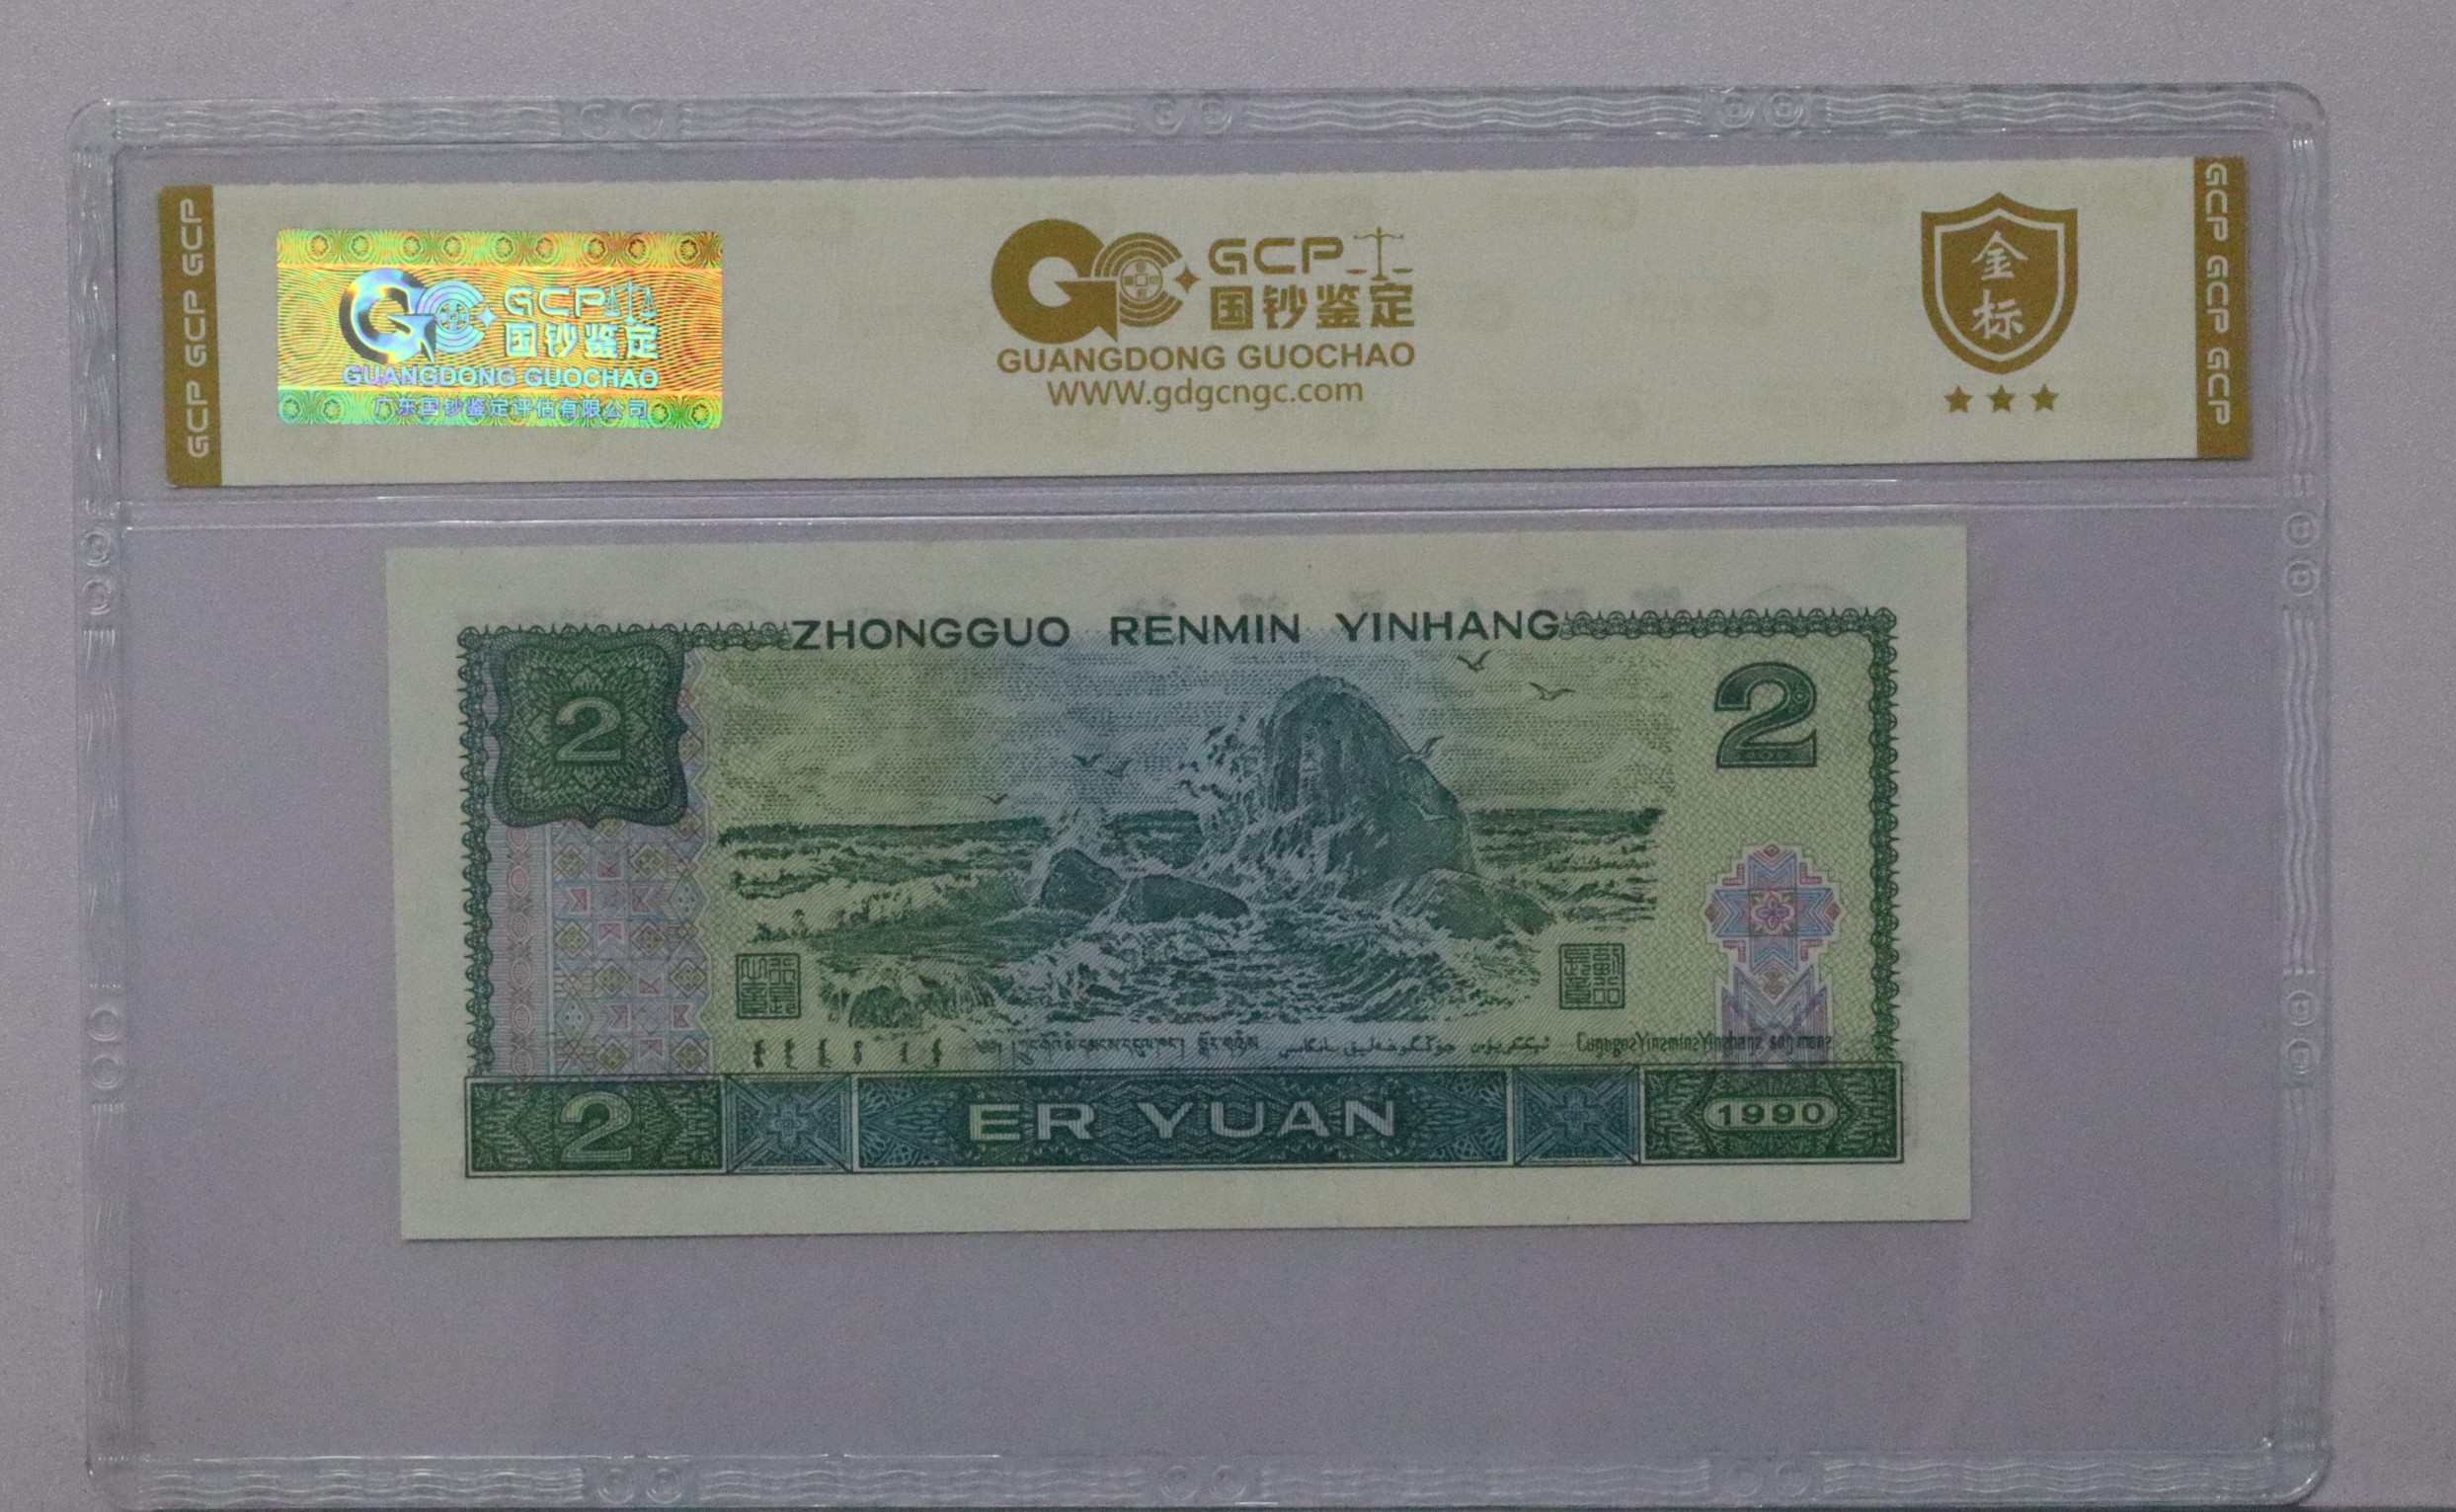 GCP GCP GCP
GCP
国钞鉴定
GUANGDONG GUOCHAO
广东国钞鉴定评估有限公司
GCP
国钞鉴定
GUANGDONG GUOCHAO
WWW.gdgcngc.com
金
标
GCP GCP GCP
ZHONGGUO RENMIN YINHANG
2
2
2
ER YUAN
1990